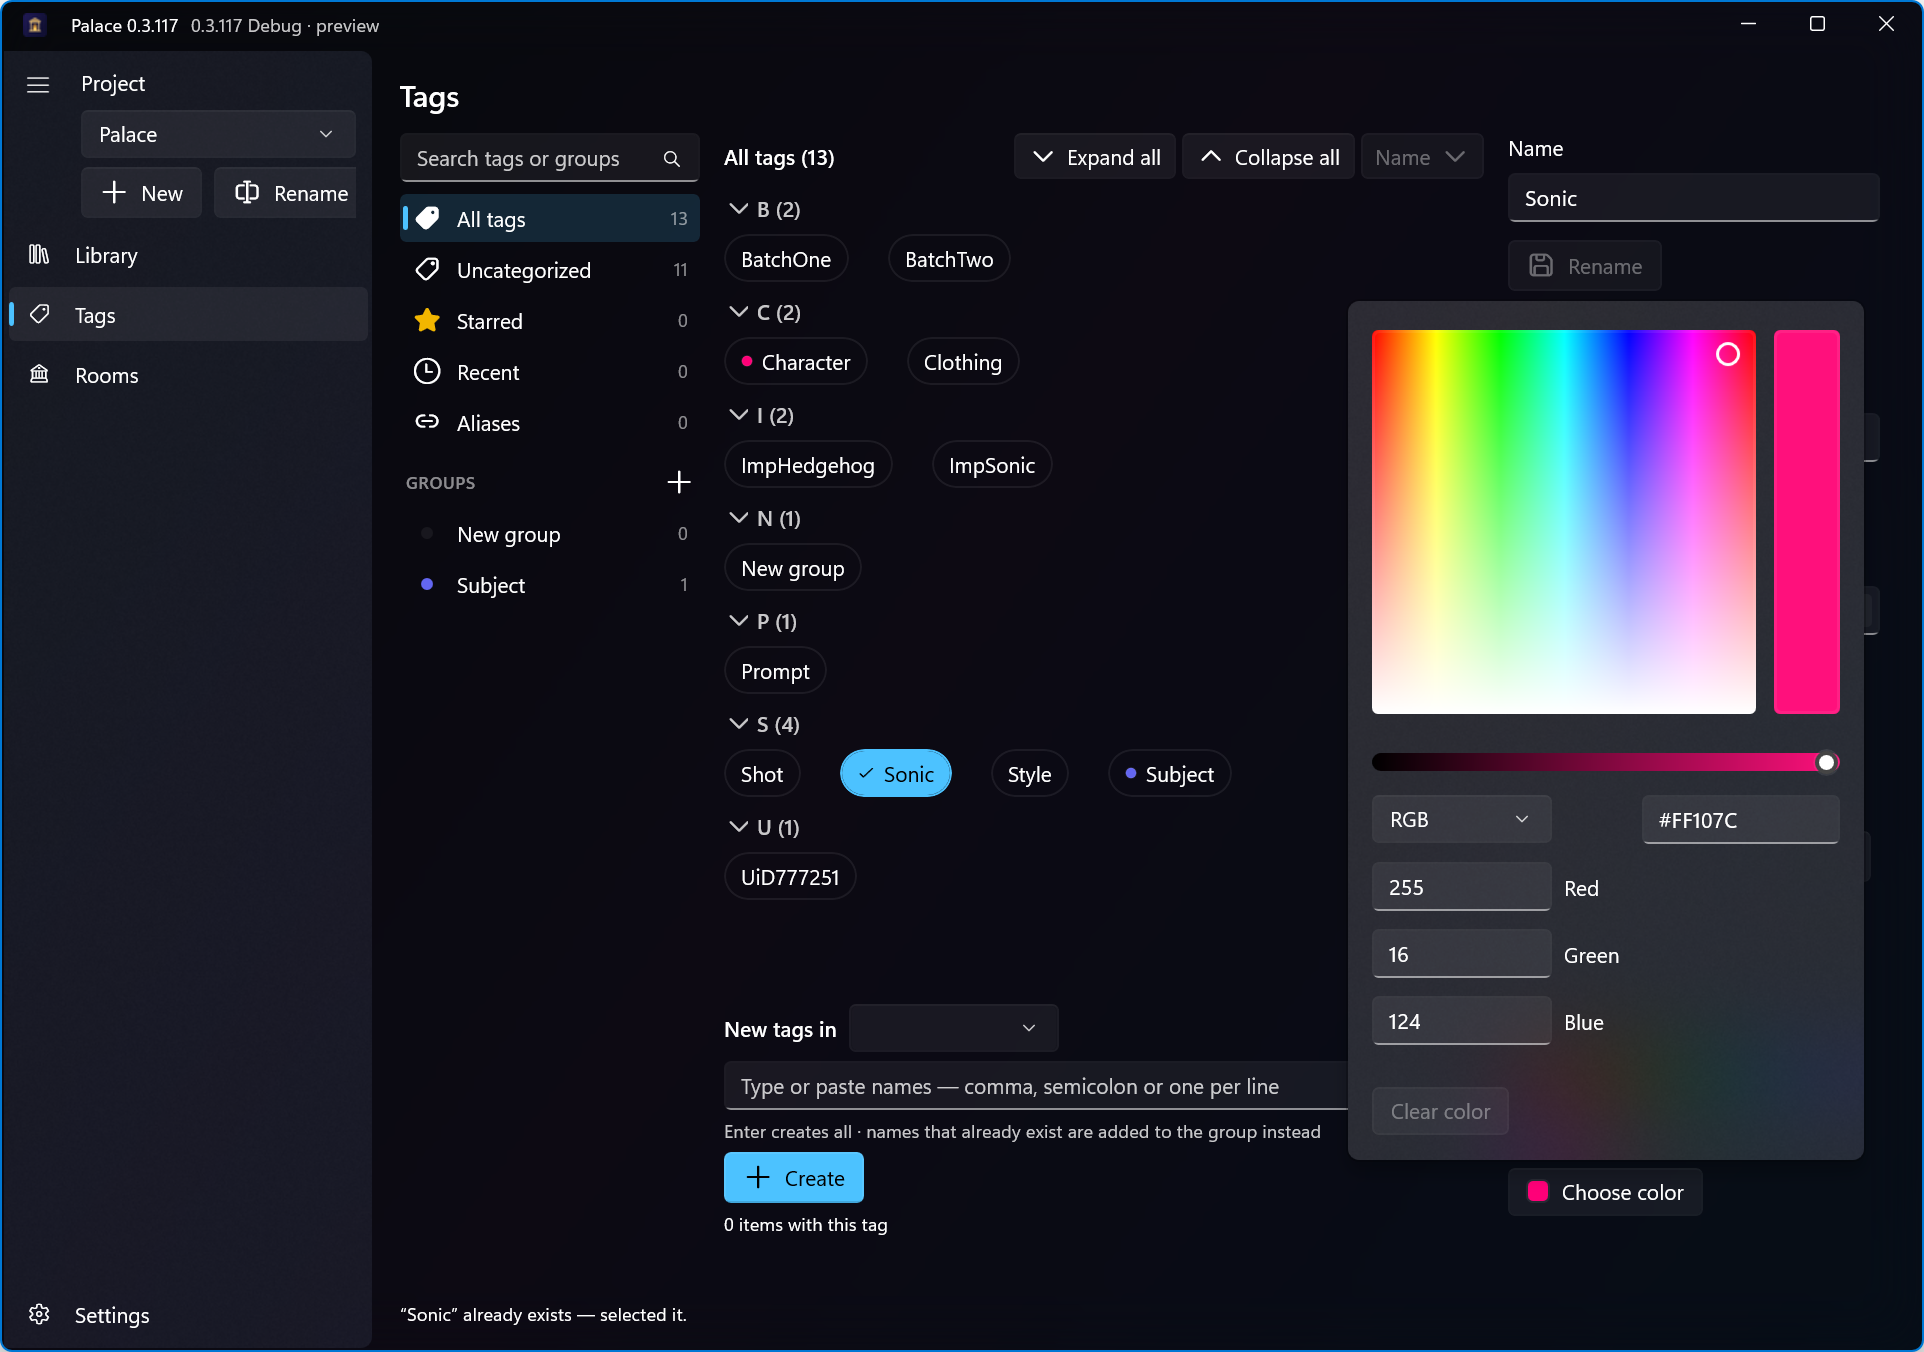 Palace 0.3.117 0.3.117 Debug · preview
Project
Palace
New
Rename
Library
Tags
Rooms
Settings
Tags
Search tags or groups
All tags 13
Uncategorized 11
Starred 0
Recent 0
Aliases 0
GROUPS
New group 0
Subject 1
All tags (13)
Expand all
Collapse all
Name
B (2)
BatchOne
BatchTwo
C (2)
Character
Clothing
I (2)
ImpHedgehog
ImpSonic
N (1)
New group
P (1)
Prompt
S (4)
Shot
Sonic
Style
Subject
U (1)
UiD777251
New tags in
Type or paste names — comma, semicolon or one per line
Enter creates all · names that already exist are added to the group instead
Create
0 items with this tag
“Sonic” already exists — selected it.
Name
Sonic
Rename
RGB
#FF107C
255 Red
16 Green
124 Blue
Clear color
Choose color